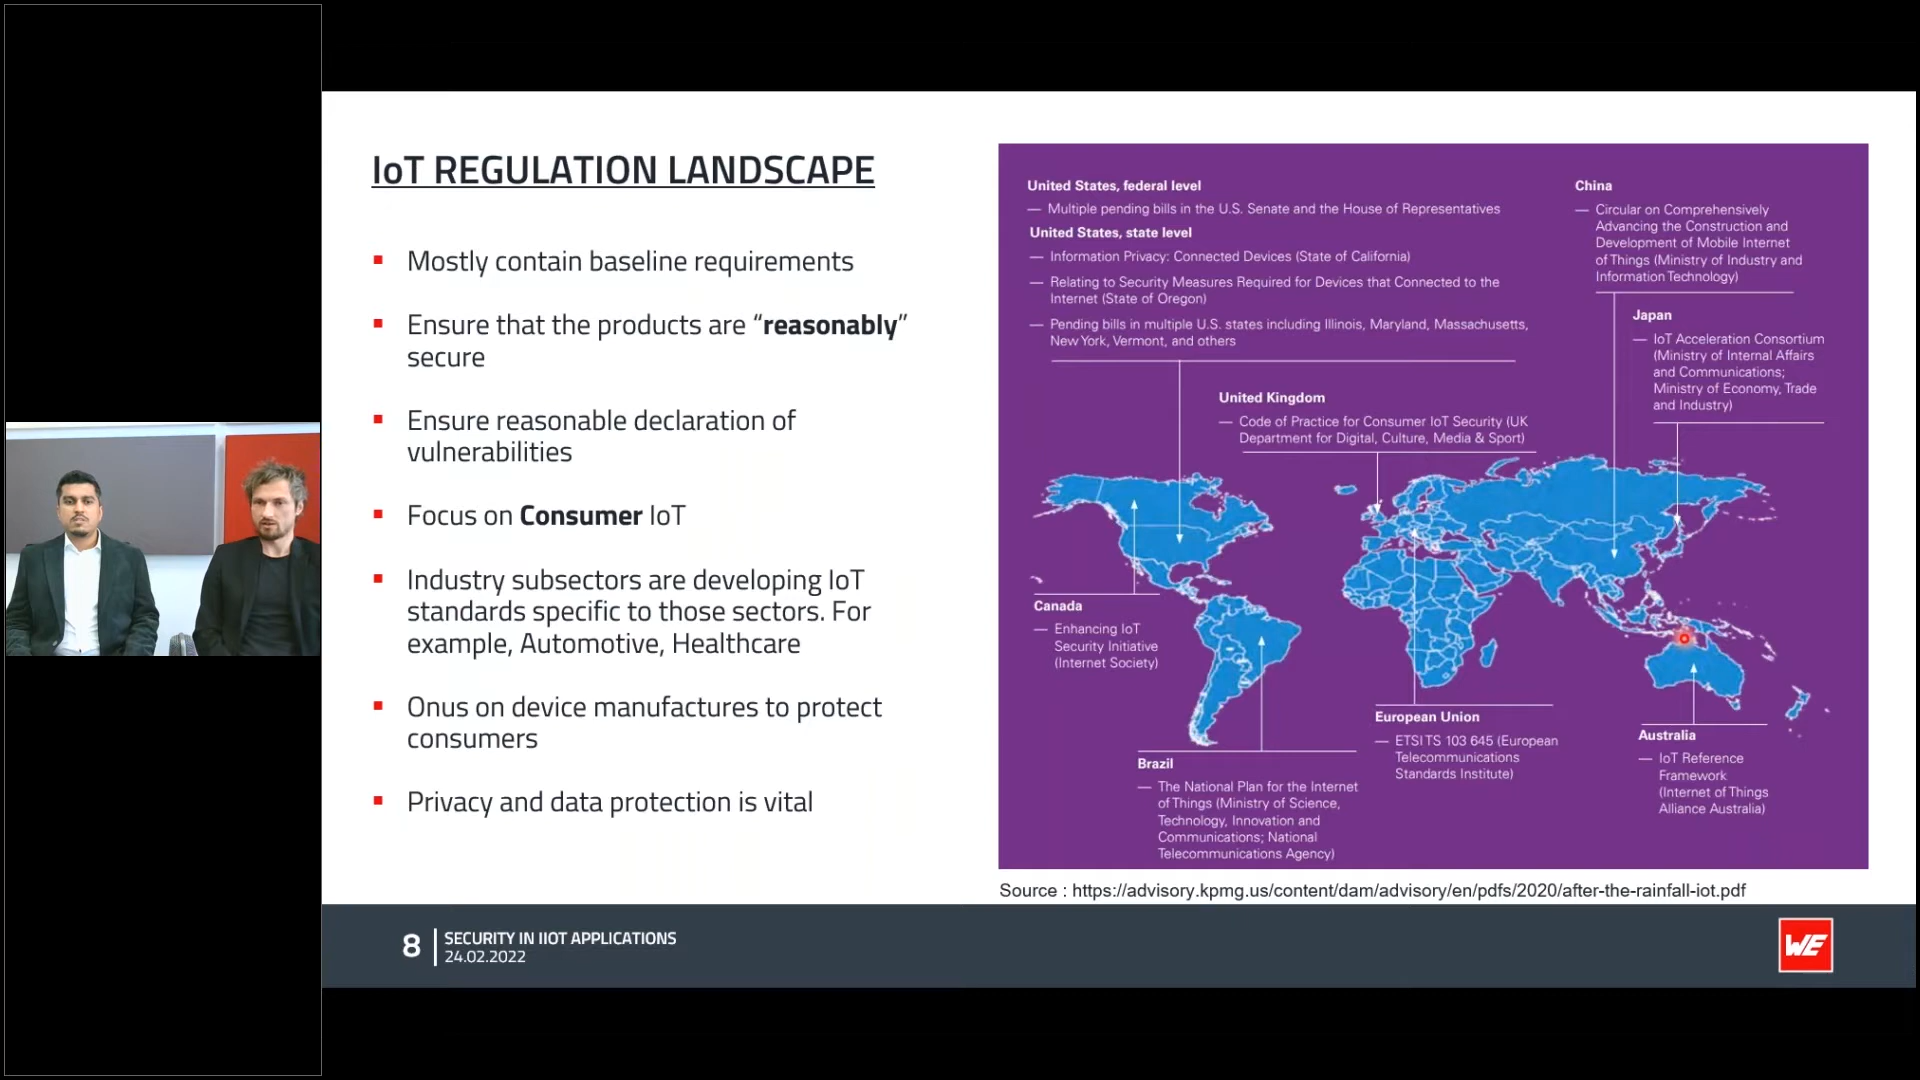 IoT REGULATION LANDSCAPE
Mostly contain baseline requirements
Ensure that the products are “reasonably”
secure
Ensure reasonable declaration of
vulnerabilities
Focus on Consumer IoT
Industry subsectors are developing IoT
standards specific to those sectors. For
example, Automotive, Healthcare
Onus on device manufactures to protect
consumers
Privacy and data protection is vital
United States, federal level
— Multiple pending bills in the U.S. Senate and the House of Representatives
United States, state level
— Information Privacy: Connected Devices (State of California)
— Relating to Security Measures Required for Devices that Connected to the
Internet (State of Oregon)
— Pending bills in multiple U.S. states including Illinois, Maryland, Massachusetts,
New York, Vermont, and others
China
— Circular on Comprehensively
Advancing the Construction and
Development of Mobile Internet
of Things (Ministry of Industry and
Information Technology)
Japan
— IoT Acceleration Consortium
(Ministry of Internal Affairs
and Communications;
Ministry of Economy, Trade
and Industry)
United Kingdom
— Code of Practice for Consumer IoT Security (UK
Department for Digital, Culture, Media & Sport)
Canada
— Enhancing IoT
Security Initiative
(Internet Society)
Brazil
— The National Plan for the Internet
of Things (Ministry of Science,
Technology, Innovation and
Communications; National
Telecommunications Agency)
European Union
— ETSI TS 103 645 (European
Telecommunications
Standards Institute)
Australia
— IoT Reference
Framework
(Internet of Things
Alliance Australia)
Source : https://advisory.kpmg.us/content/dam/advisory/en/pdfs/2020/after-the-rainfall-iot.pdf
8
SECURITY IN IIOT APPLICATIONS
24.02.2022
WE